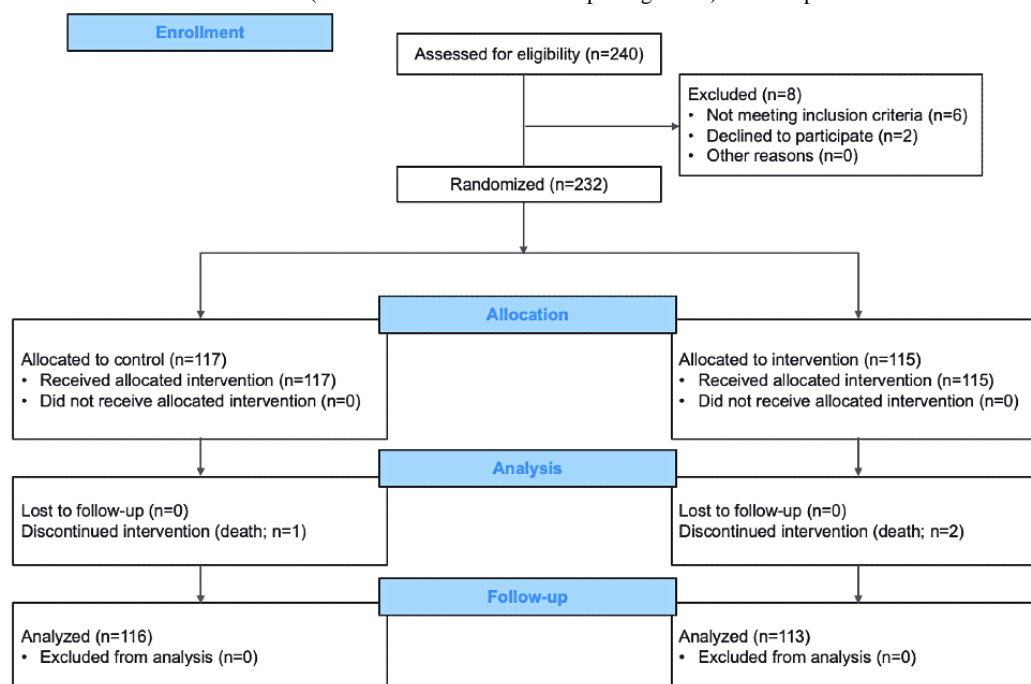 Enrollment
Assessed for eligibility (n=240)
Excluded (n=8)
• Not meeting inclusion criteria (n=6)
• Declined to participate (n=2)
• Other reasons (n=0)
Randomized (n=232)
Allocation
Allocated to control (n=117)
• Received allocated intervention (n=117)
• Did not receive allocated intervention (n=0)
Allocated to intervention (n=115)
• Received allocated intervention (n=115)
• Did not receive allocated intervention (n=0)
Analysis
Lost to follow-up (n=0)
Discontinued intervention (death; n=1)
Lost to follow-up (n=0)
Discontinued intervention (death; n=2)
Follow-up
Analyzed (n=116)
• Excluded from analysis (n=0)
Analyzed (n=113)
• Excluded from analysis (n=0)